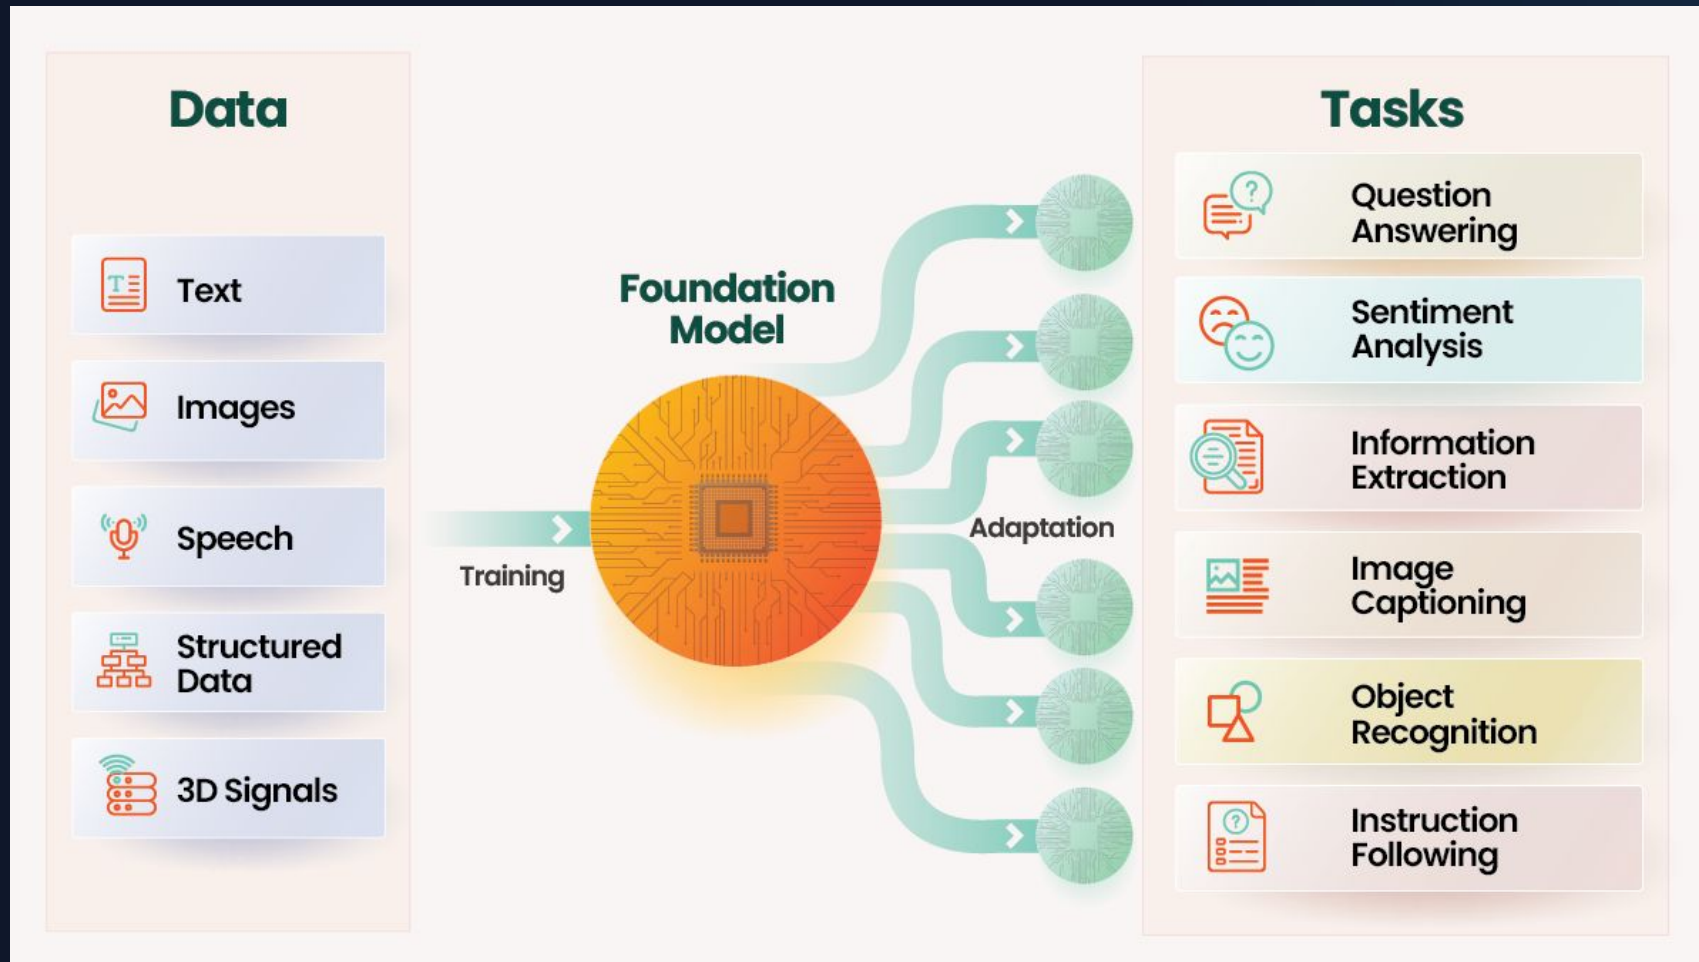 Data
Text
Images
Speech
Structured
Data
3D Signals
Training
Foundation
Model
Adaptation
Tasks
Question
Answering
Sentiment
Analysis
Information
Extraction
Image
Captioning
Object
Recognition
Instruction
Following